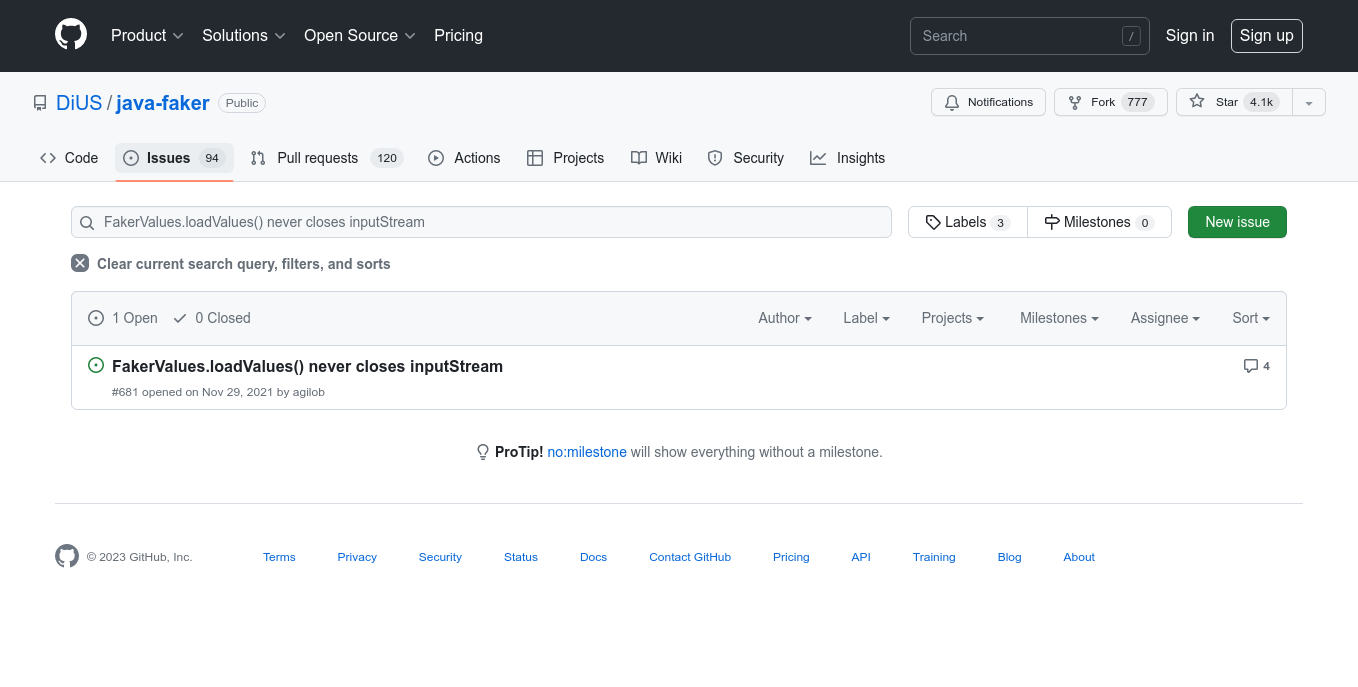 Product Solutions Open Source Pricing Search / Sign in Sign up
DiUS / java-faker Public Notifications Fork 777 Star 4.1k
Code Issues 94 Pull requests 120 Actions Projects Wiki Security Insights
FakerValues.loadValues() never closes inputStream Labels 3 Milestones 0 New issue
Clear current search query, filters, and sorts
1 Open 0 Closed Author Label Projects Milestones Assignee Sort
FakerValues.loadValues() never closes inputStream 4
#681 opened on Nov 29, 2021 by agilob
ProTip! no:milestone will show everything without a milestone.
© 2023 GitHub, Inc. Terms Privacy Security Status Docs Contact GitHub Pricing API Training Blog About